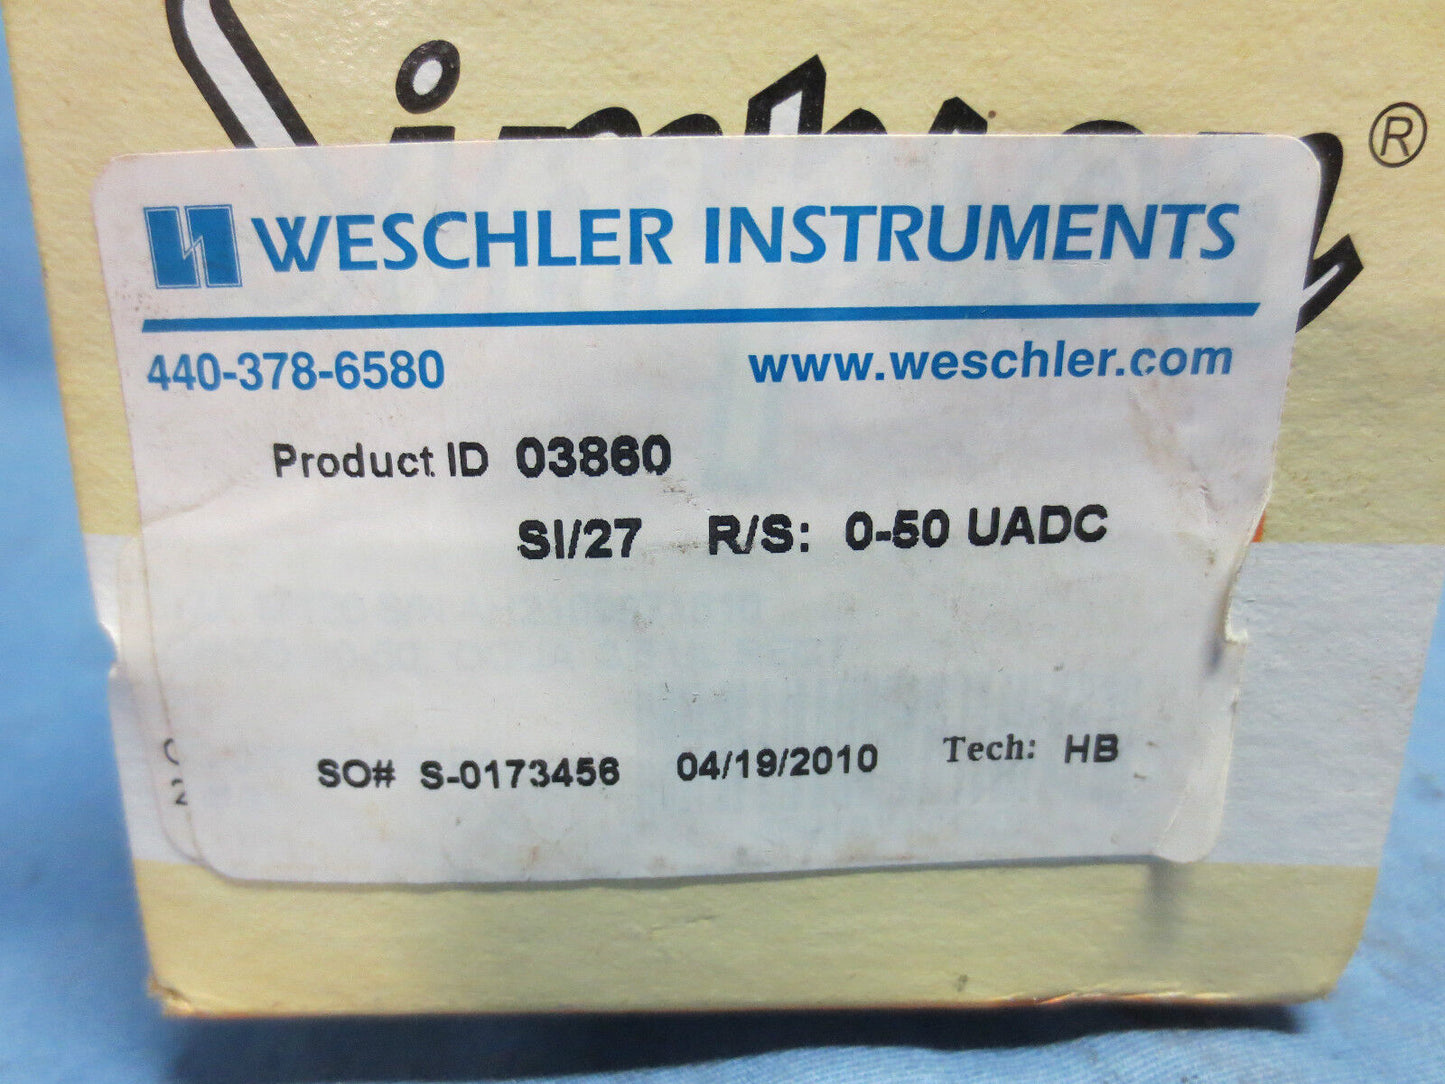 Simpson®
WESCHLER INSTRUMENTS
440-378-6580 www.weschler.com
Product ID 03860
SI/27 R/S: 0-50 UADC
SO# S-0173456 04/19/2010 Tech: HB